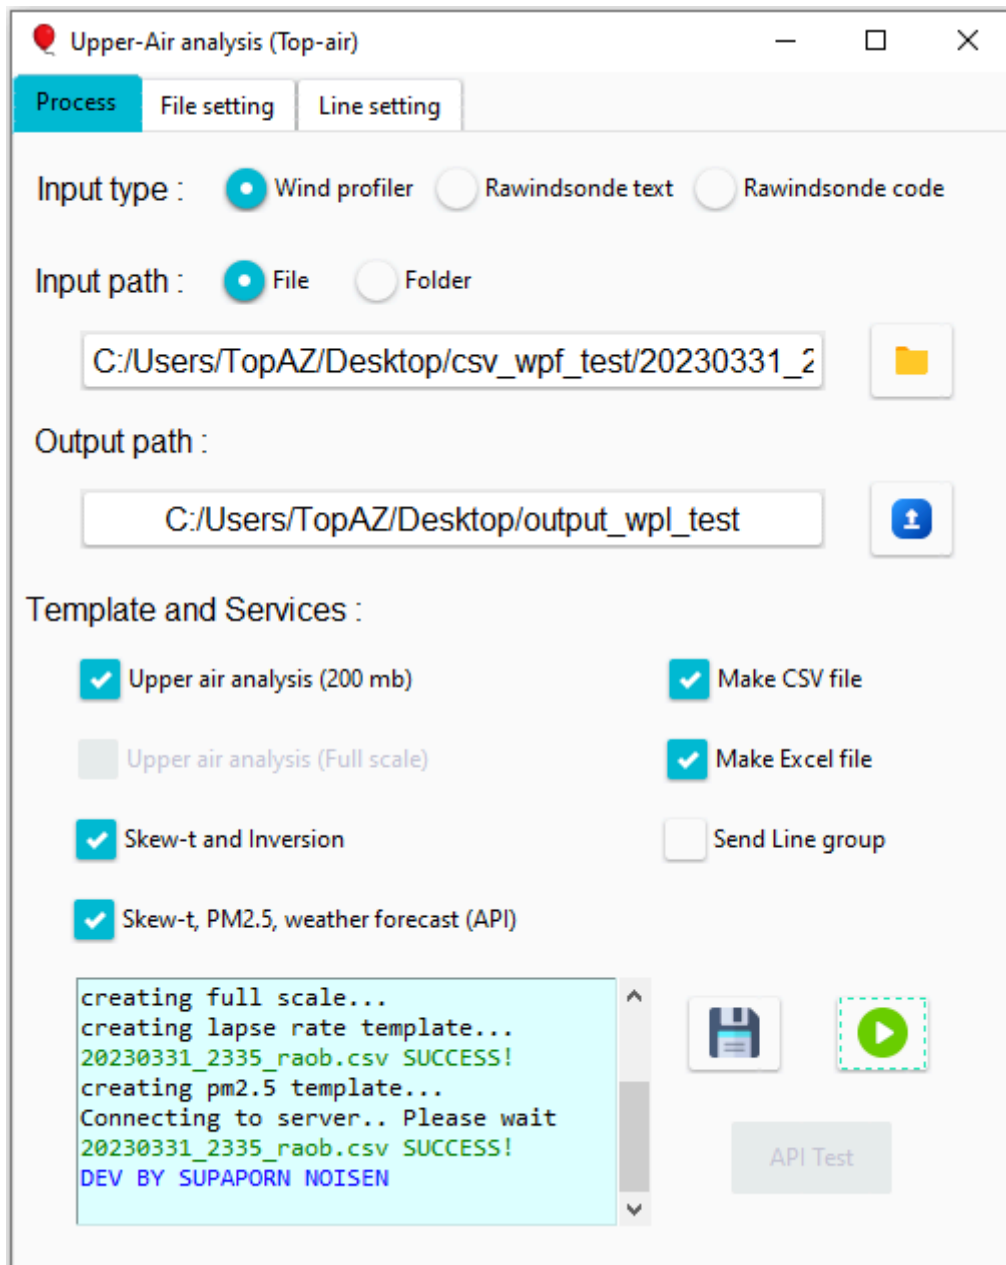 Upper-Air analysis (Top-air)
Process File setting Line setting
Input type : Wind profiler Rawindsonde text Rawindsonde code
Input path : File Folder
C:/Users/TopAZ/Desktop/csv_wpf_test/20230331_2
Output path :
C:/Users/TopAZ/Desktop/output_wpl_test
Template and Services :
Upper air analysis (200 mb) Make CSV file
Upper air analysis (Full scale) Make Excel file
Skew-t and Inversion Send Line group
Skew-t, PM2.5, weather forecast (API)
creating full scale...
creating lapse rate template...
20230331_2335_raob.csv SUCCESS!
creating pm2.5 template...
Connecting to server.. Please wait
20230331_2335_raob.csv SUCCESS!
DEV BY SUPAPORN NOISEN
API Test